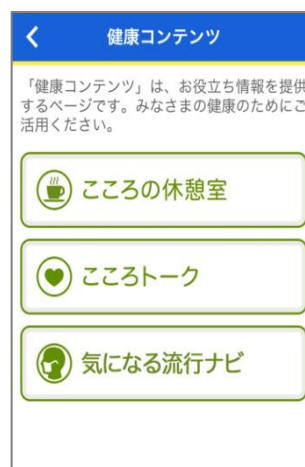 健康コンテンツ
「健康コンテンツ」は、お役立ち情報を提供
するページです。みなさまの健康のためにご
活用ください。
こころの休憩室
こころトーク
気になる流行ナビ